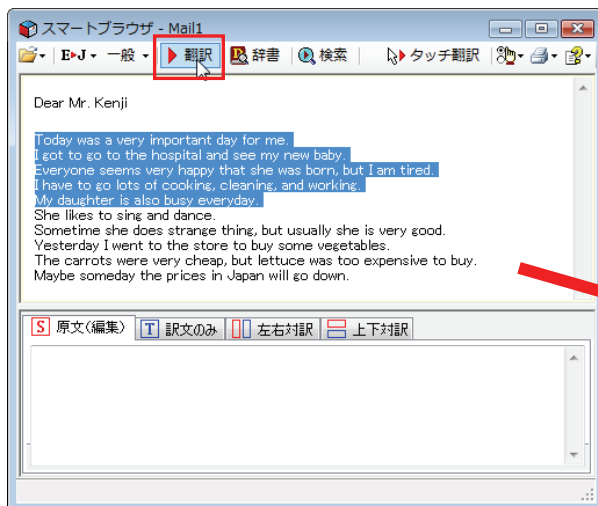 スマートブラウザ - Mail1
E▸J 一般 翻訳 辞書 検索 タッチ翻訳
Dear Mr. Kenji
Today was a very important day for me.
I got to go to the hospital and see my new baby.
Everyone seems very happy that she was born, but I am tired.
I have to go lots of cooking, cleaning, and working.
My daughter is also busy everyday.
She likes to sing and dance.
Sometime she does strange thing, but usually she is very good.
Yesterday I went to the store to buy some vegetables.
The carrots were very cheap, but lettuce was too expensive to buy.
Maybe someday the prices in Japan will go down.
S 原文(編集) T 訳文のみ 左右対訳 上下対訳